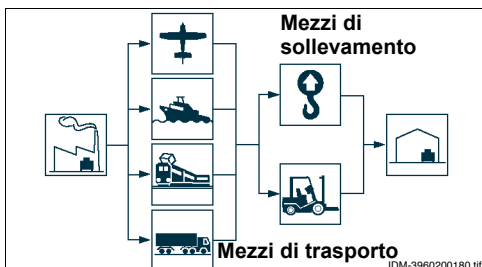 Mezzi di
sollevamento
Mezzi di trasporto
IDM-3960200180.tif